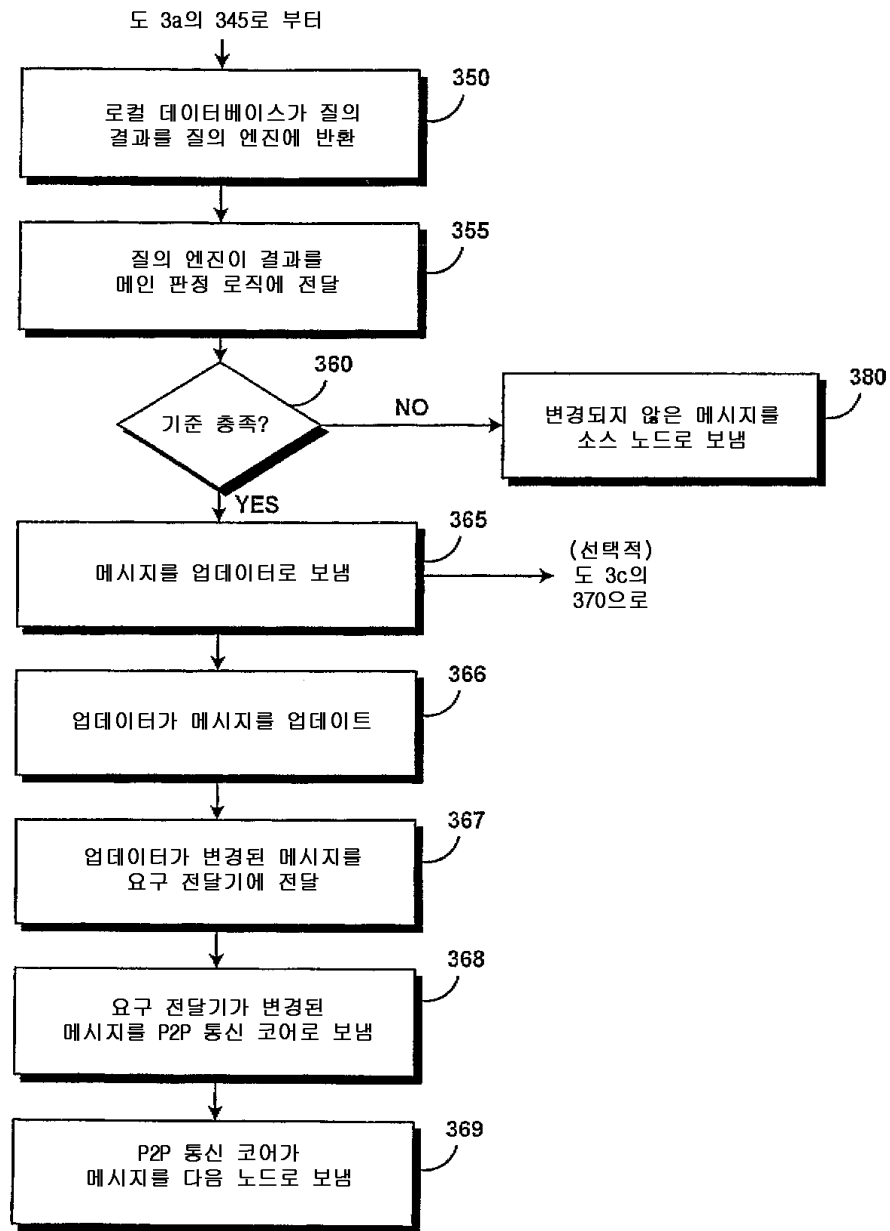 도 3a의 345로 부터
350
로컬 데이터베이스가 질의
결과를 질의 엔진에 반환
355
질의 엔진이 결과를
메인 판정 로직에 전달
360
기준 충족?
NO
380
변경되지 않은 메시지를
소스 노드로 보냄
YES
365
메시지를 업데이터로 보냄
(선택적)
도 3c의
370으로
366
업데이터가 메시지를 업데이트
367
업데이터가 변경된 메시지를
요구 전달기에 전달
368
요구 전달기가 변경된
메시지를 P2P 통신 코어로 보냄
369
P2P 통신 코어가
메시지를 다음 노드로 보냄